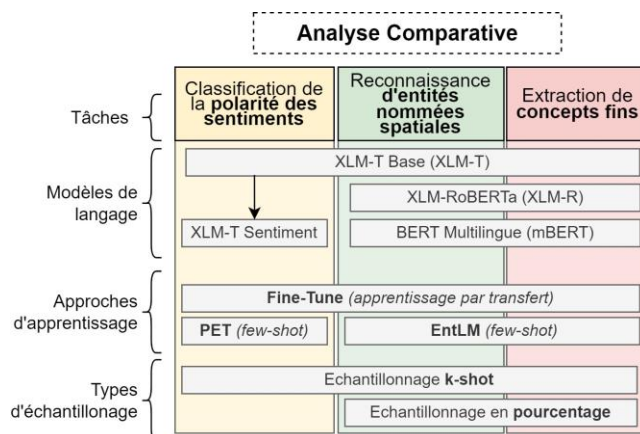 Analyse Comparative
Tâches
Classification de
la polarité des
sentiments
Reconnaissance
d'entités
nommées
spatiales
Extraction de
concepts fins
Modèles de
langage
XLM-T Base (XLM-T)
XLM-RoBERTa (XLM-R)
XLM-T Sentiment
BERT Multilingue (mBERT)
Approches
d'apprentissage
Fine-Tune (apprentissage par transfert)
PET (few-shot)
EntLM (few-shot)
Types
d'échantillonage
Echantillonnage k-shot
Echantillonnage en pourcentage